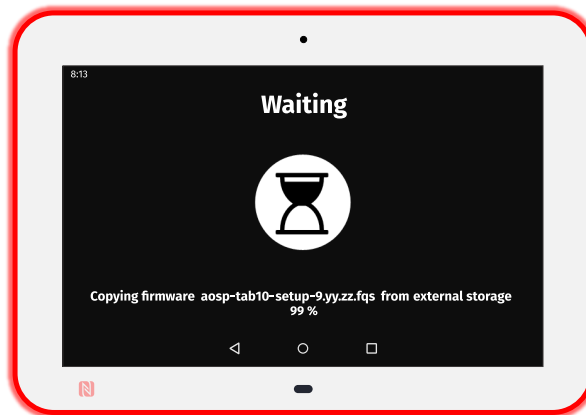 8:13
Waiting
Copying firmware aosp-tab10-setup-9.yy.zz.fqs from external storage
99 %